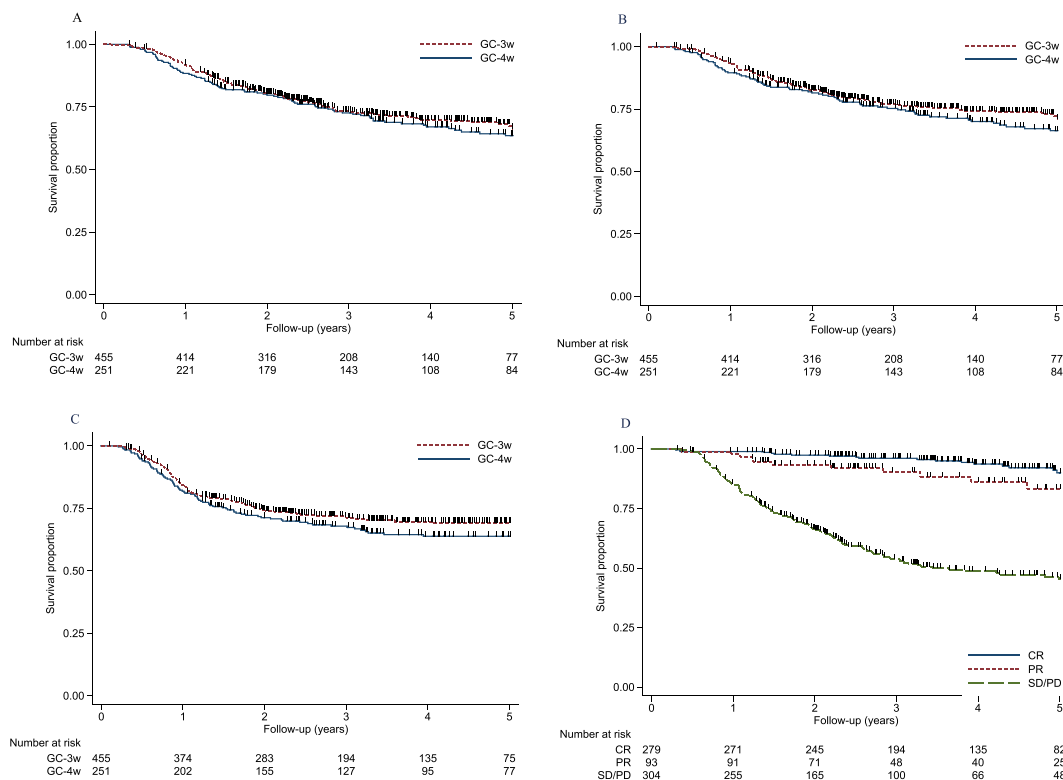 A
1.00
0.75
0.50
0.25
0.00
Survival proportion
GC-3w
GC-4w
0 1 2 3 4 5
Follow-up (years)
Number at risk
GC-3w 455 414 316 208 140 77
GC-4w 251 221 179 143 108 84
B
1.00
0.75
0.50
0.25
0.00
Survival proportion
GC-3w
GC-4w
0 1 2 3 4 5
Follow-up (years)
Number at risk
GC-3w 455 414 316 208 140 77
GC-4w 251 221 179 143 108 84
C
1.00
0.75
0.50
0.25
0.00
Survival proportion
GC-3w
GC-4w
0 1 2 3 4 5
Follow-up (years)
Number at risk
GC-3w 455 374 283 194 135 75
GC-4w 251 202 155 127 95 77
D
1.00
0.75
0.50
0.25
0.00
Survival proportion
CR
PR
SD/PD
0 1 2 3 4 5
Follow-up (years)
Number at risk
CR 279 271 245 194 135 82
PR 93 91 71 48 40
SD/PD 304 255 165 100 66